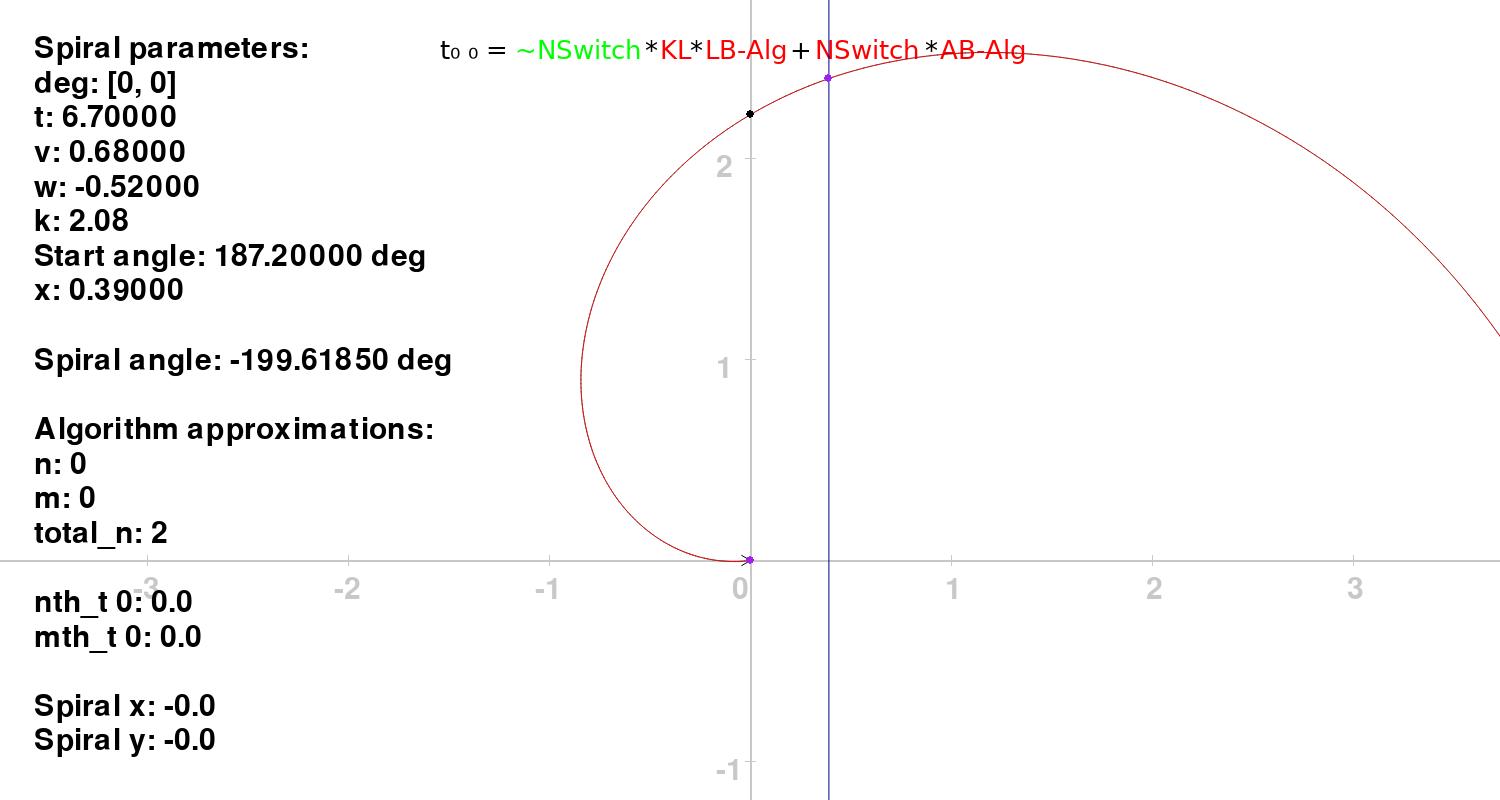 Spiral parameters:
t₀ ₀ = ~NSwitch*KL*LB-Alg+NSwitch*AB-Alg
deg: [0, 0]
t: 6.70000
v: 0.68000
w: -0.52000
k: 2.08
Start angle: 187.20000 deg
x: 0.39000
Spiral angle: -199.61850 deg
Algorithm approximations:
n: 0
m: 0
total_n: 2
nth_t 0: 0.0
mth_t 0: 0.0
Spiral x: -0.0
Spiral y: -0.0
2
1
-3 -2 -1 0 1 2 3
-1